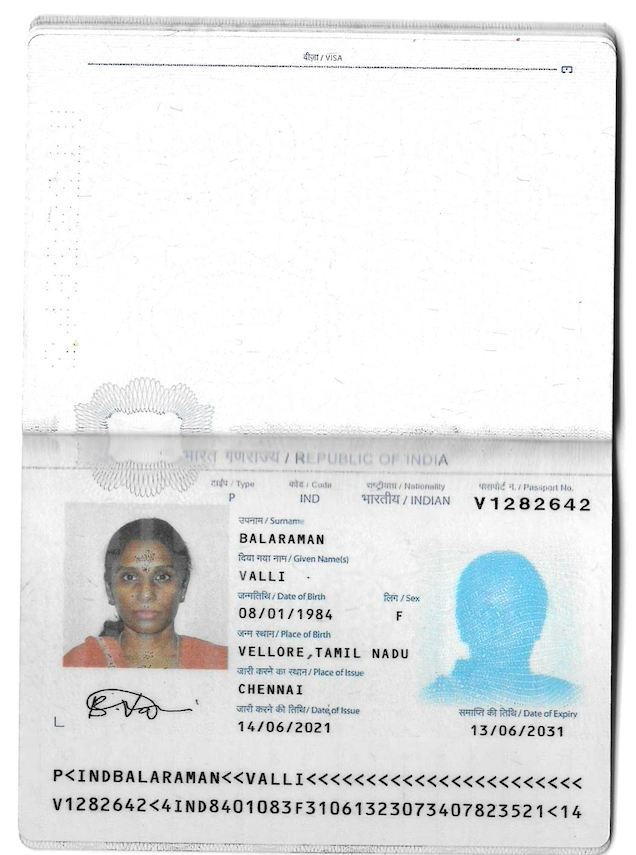 वीज़ा / VISA
भारत गणराज्य / REPUBLIC OF INDIA
टाईप / Type कोड / Code राष्ट्रीयता / Nationality पासपोर्ट न. / Passport No.
P IND भारतीय / INDIAN V1282642
उपनाम / Surname
BALARAMAN
दिया गया नाम / Given Name(s)
VALLI
जन्मतिथि / Date of Birth लिंग / Sex
08/01/1984 F
जन्म स्थान / Place of Birth
VELLORE,TAMIL NADU
जारी करने का स्थान / Place of Issue
CHENNAI
जारी करने की तिथि / Date of Issue समाप्ति की तिथि / Date of Expiry
14/06/2021 13/06/2031
P<INDBALARAMAN<<VALLI<<<<<<<<<<<<<<<<<<<<<<<
V1282642<4IND8401083F31061323073407823521<14